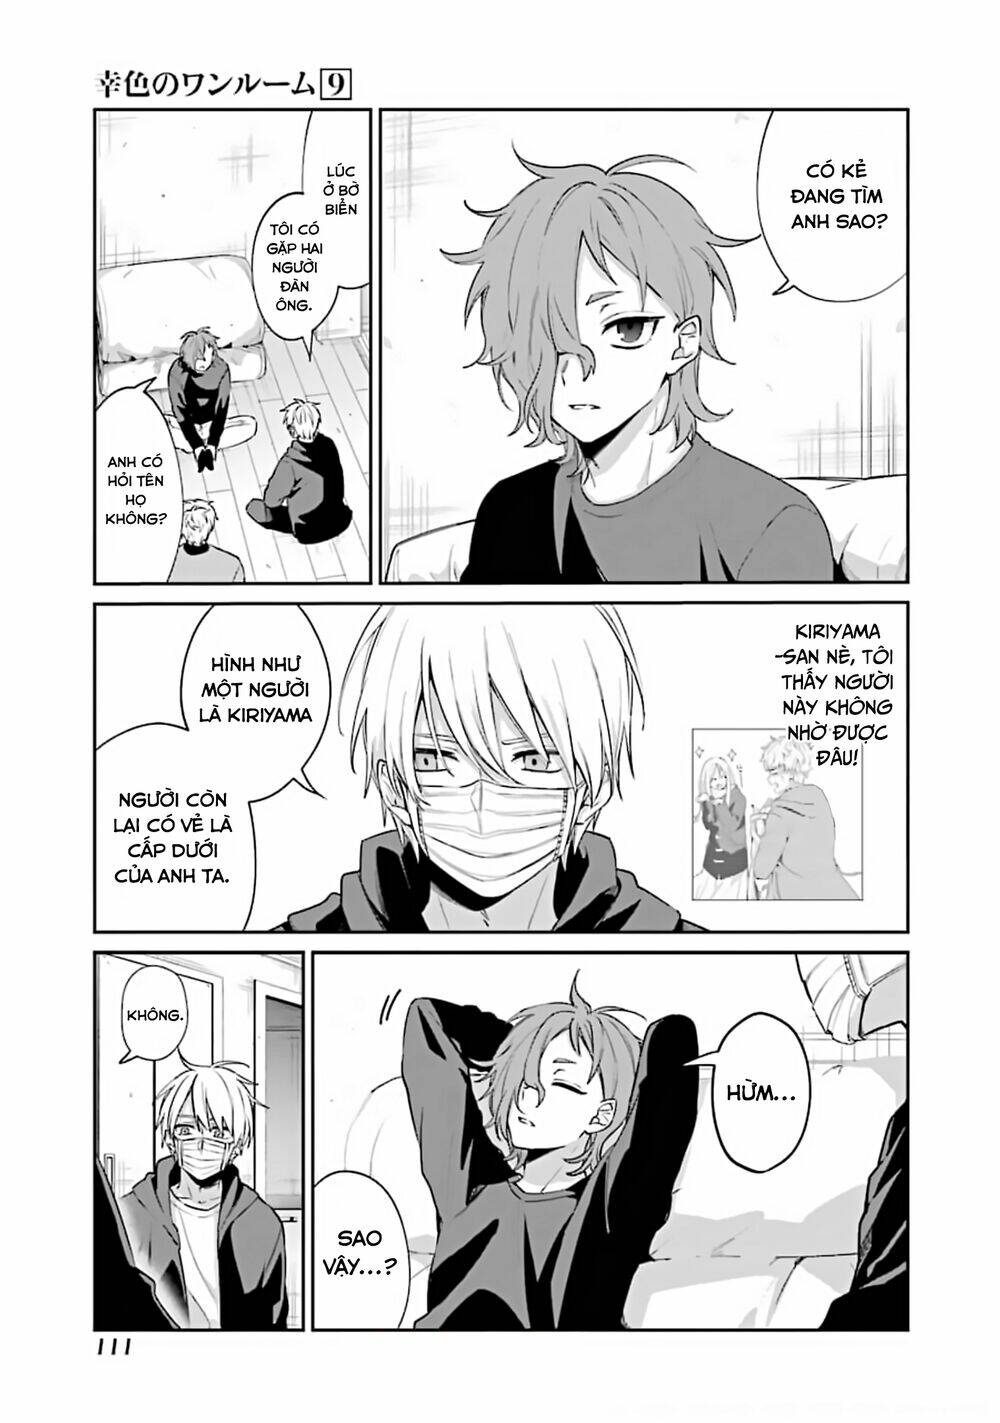 幸色のワンルーム9
CÓ KẺ
ĐANG TÌM
ANH SAO?
LÚC
Ở BỜ
BIỂN
TÔI CÓ
GẶP HAI
NGƯỜI
ĐÀN
ÔNG.
ANH CÓ
HỎI TÊN
HỌ
KHÔNG?
KIRIYAMA
-SAN NÈ, TÔI
THẤY NGƯỜI
NÀY KHÔNG
NHỜ ĐƯỢC
ĐÂU!
HÌNH NHƯ
MỘT NGƯỜI
LÀ KIRIYAMA
NGƯỜI CÒN
LẠI CÓ VẺ LÀ
CẤP DƯỚI
CỦA ANH TA.
HỪM...
SAO
VẬY...?
KHÔNG.
111